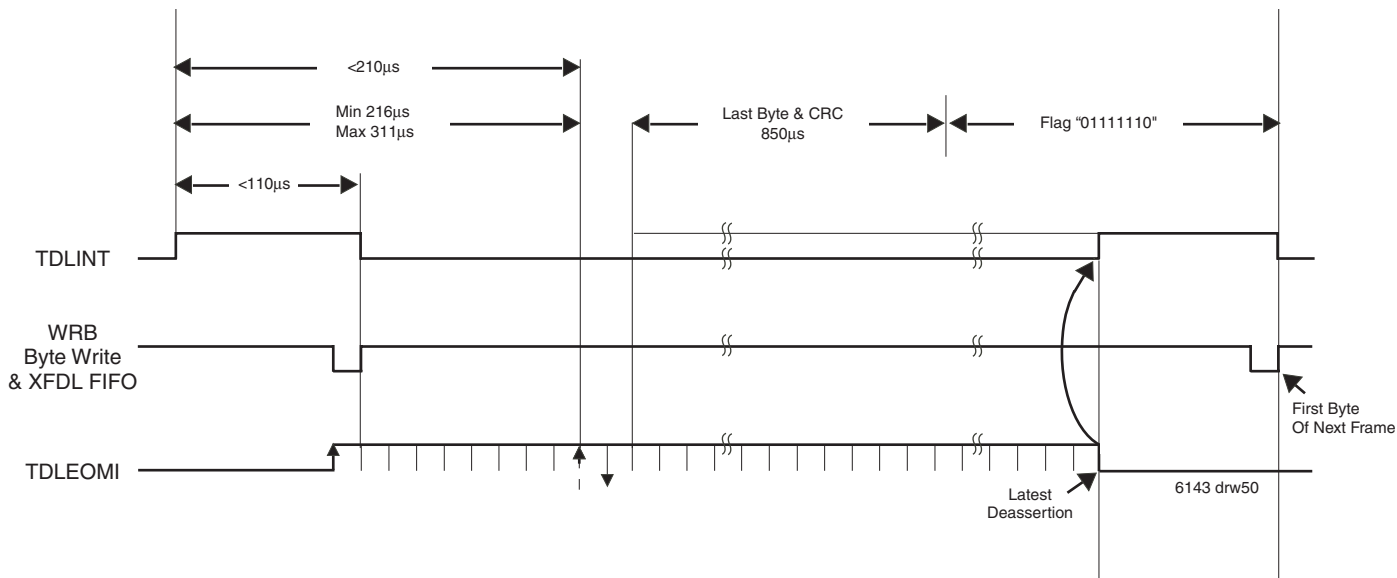 <210µs
Min 216µs
Max 311µs
Last Byte & CRC
850µs
Flag “01111110"
<110µs
TDLINT
WRB
Byte Write
& XFDL FIFO
First Byte
Of Next Frame
TDLEOMI
Latest
Deassertion
6143 drw50